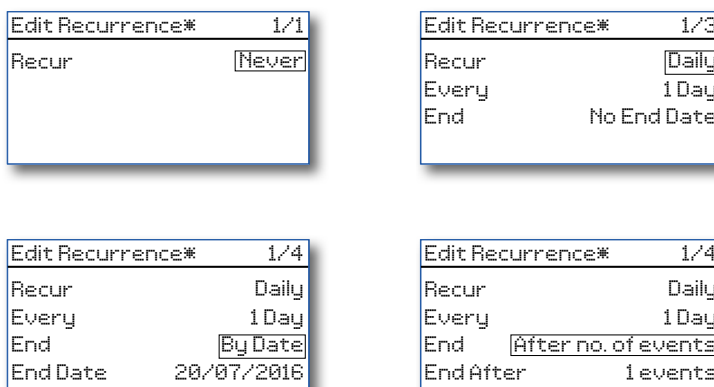 Edit Recurrence* 1/1
Recur Never
Edit Recurrence* 1/3
Recur Daily
Every 1 Day
End No End Date
Edit Recurrence* 1/4
Recur Daily
Every 1 Day
End By Date
End Date 20/07/2016
Edit Recurrence* 1/4
Recur Daily
Every 1 Day
End After no. of events
End After 1 events